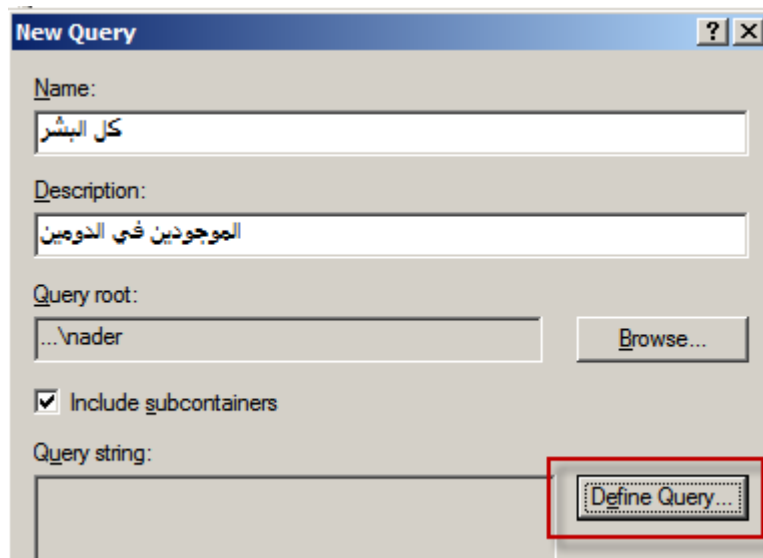 New Query
Name:
كل البشر
Description:
الموجودين في الدومين
Query root:
...\nader
Browse...
Include subcontainers
Query string:
Define Query...